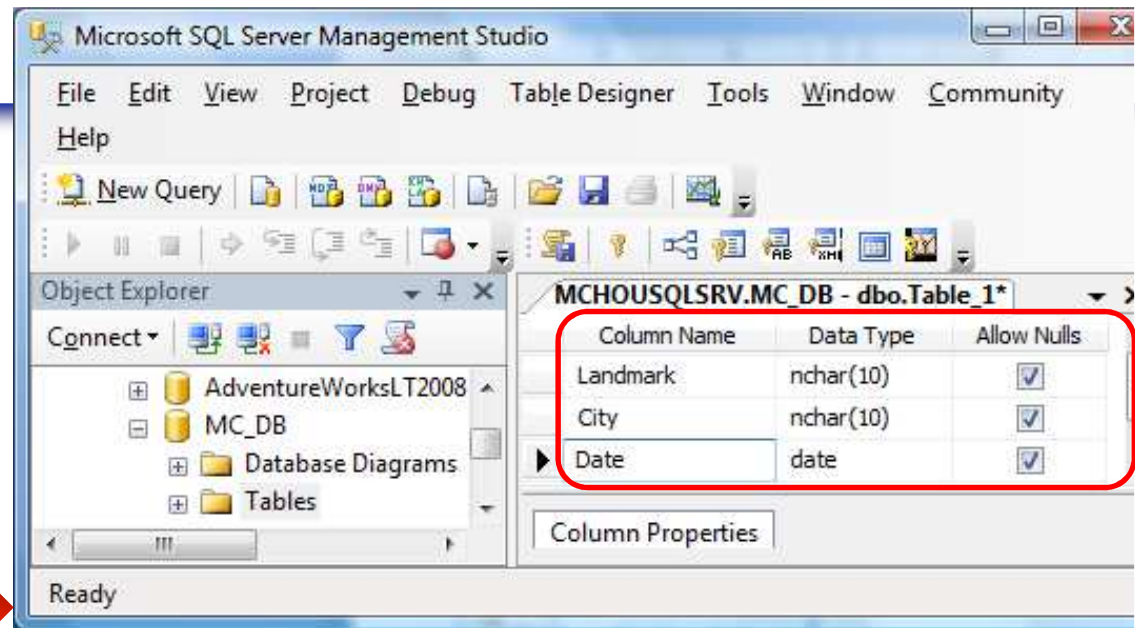 Microsoft SQL Server Management Studio
File Edit View Project Debug Table Designer Tools Window Community
Help
New Query
Object Explorer
MCHOUSQLSRV.MC_DB - dbo.Table_1*
Connect
Column Name Data Type Allow Nulls
AdventureWorksLT2008
Landmark nchar(10)
MC_DB
City nchar(10)
Database Diagrams
Date date
Tables
Column Properties
Ready